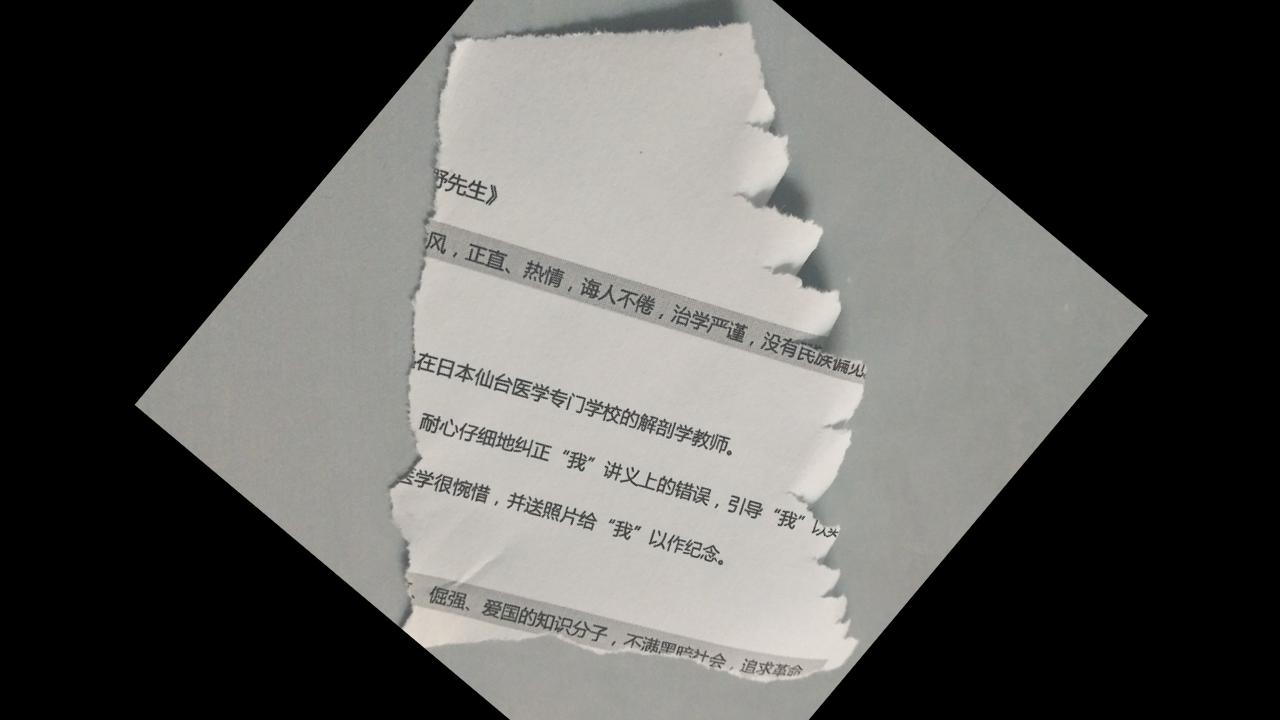 野先生》
风，正直、热情，诲人不倦，治学严谨，没有民族偏见
在日本仙台医学专门学校的解剖学教师。
耐心仔细地纠正“我”讲义上的错误，引导“我”以
医学很惋惜，并送照片给“我”以作纪念。
倔强、爱国的知识分子，不满黑暗社会，追求革命